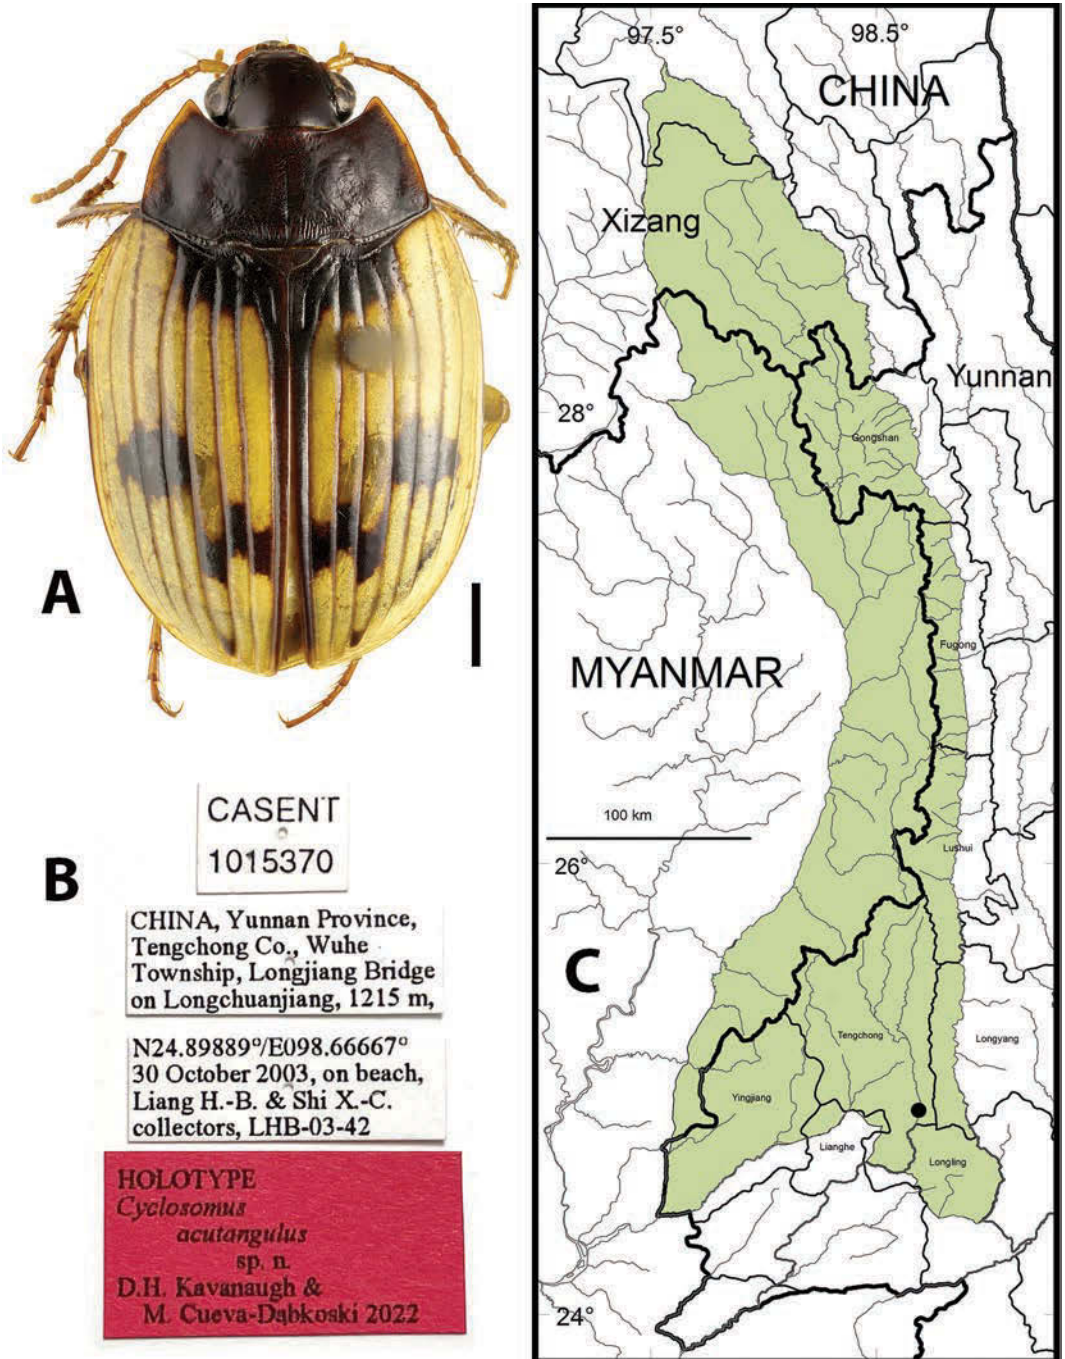 A
B
CASENT
1015370
CHINA, Yunnan Province,
Tengchong Co., Wuhe
Township, Longjiang Bridge
on Longchuanjiang, 1215 m,
N24.89889°/E098.66667°
30 October 2003, on beach,
Liang H.-B. & Shi X.-C.
collectors, LHB-03-42
HOLOTYPE
Cyclosomus
acutangulus
sp. n.
D.H. Kavanaugh &
M. Cueva-Dąbkoski 2022
97.5°
98.5°
CHINA
Xizang
Yunnan
28°
Gongshan
Fugong
MYANMAR
100 km
26°
Lushui
C
Tengchong
Longyang
Yingjiang
Lianghe
Longling
24°